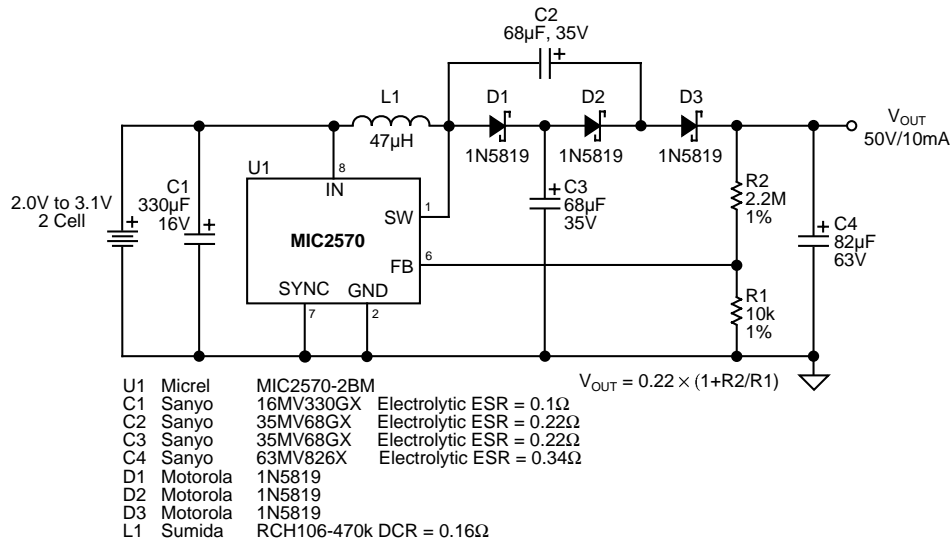 C2
68µF, 35V
L1
47µH
D1
1N5819
D2
1N5819
D3
1N5819
VOUT
50V/10mA
U1
8
IN
2.0V to 3.1V
2 Cell
C1
330µF
16V
SW
1
MIC2570
FB
6
SYNC
7
GND
2
C3
68µF
35V
R2
2.2M
1%
C4
82µF
63V
R1
10k
1%
VOUT = 0.22 × (1+R2/R1)
U1 Micrel MIC2570-2BM
C1 Sanyo 16MV330GX Electrolytic ESR = 0.1Ω
C2 Sanyo 35MV68GX Electrolytic ESR = 0.22Ω
C3 Sanyo 35MV68GX Electrolytic ESR = 0.22Ω
C4 Sanyo 63MV826X Electrolytic ESR = 0.34Ω
D1 Motorola 1N5819
D2 Motorola 1N5819
D3 Motorola 1N5819
L1 Sumida RCH106-470k DCR = 0.16Ω